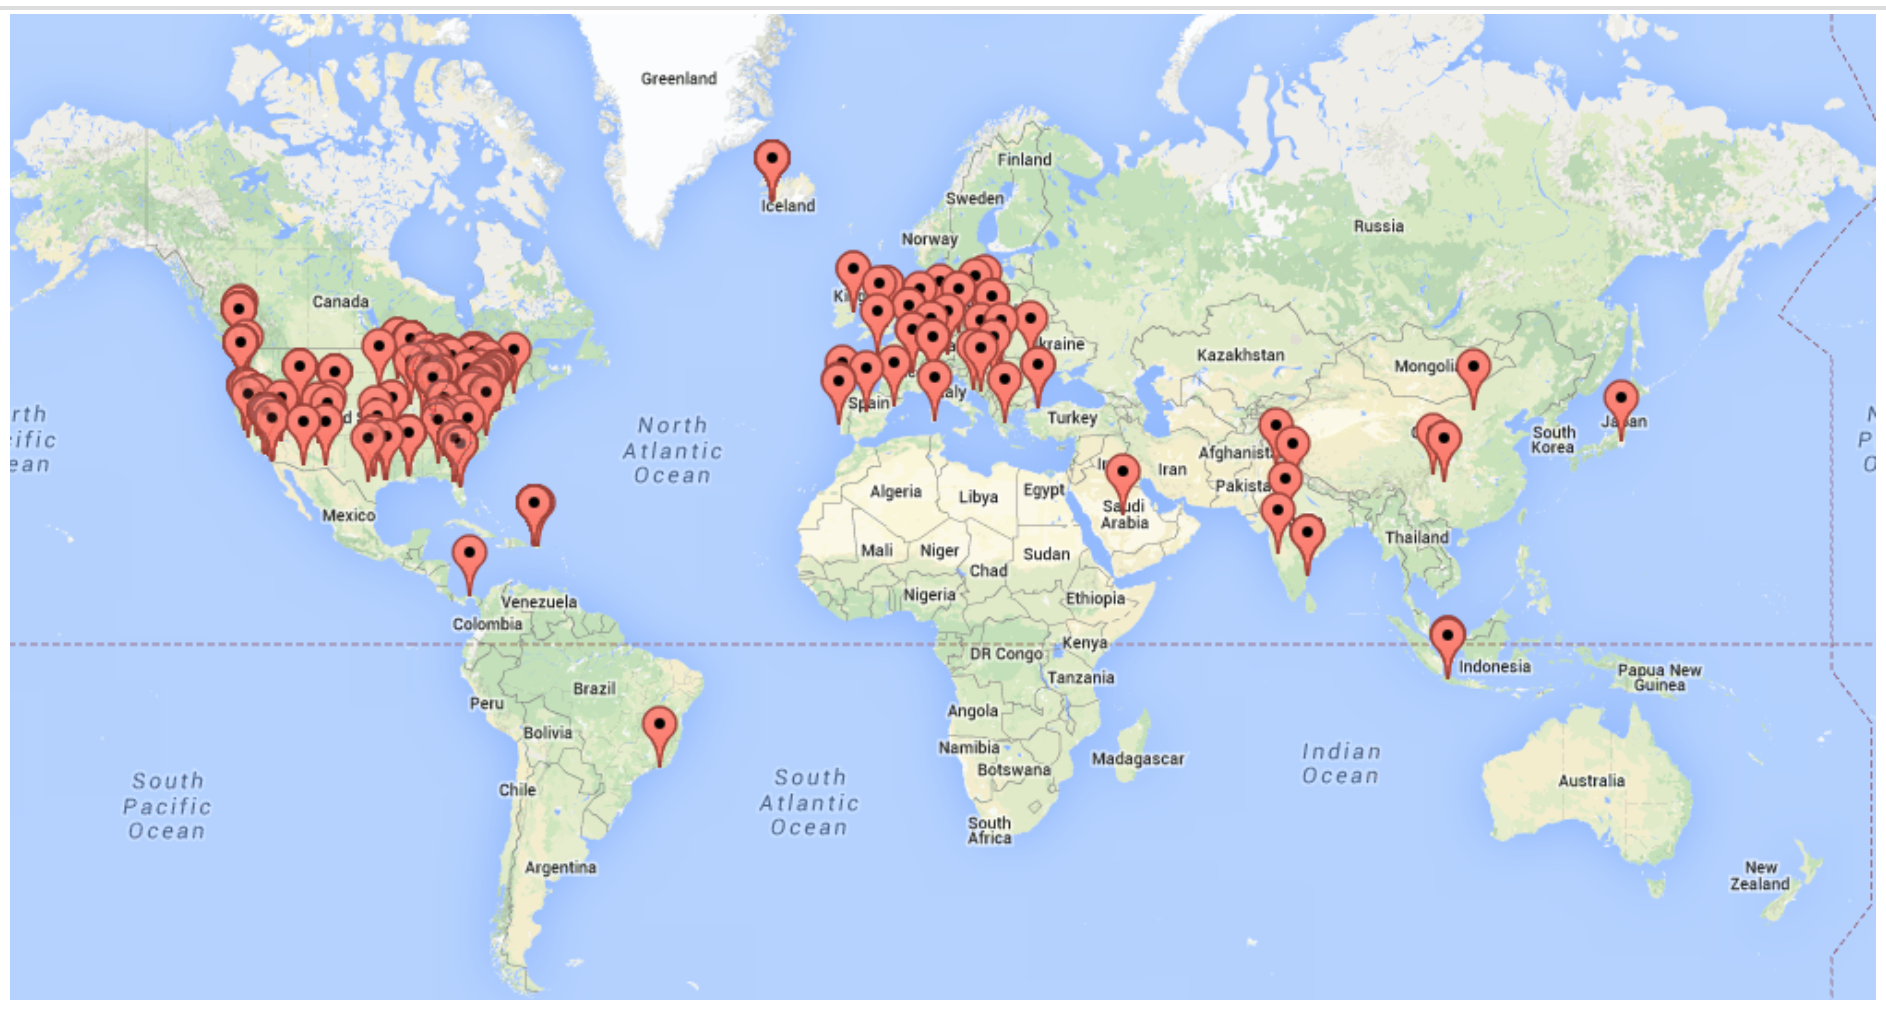 Greenland
Finland
Iceland
Sweden
Russia
Norway
Canada
Kazakhstan
Spain
Turkey
North
Atlantic
Ocean
South
Korea
Iran
Algeria
Libya
Egypt
Saudi
Arabia
Mexico
Thailand
Mali
Niger
Sudan
Chad
Nigeria
Ethiopia
Venezuela
Colombia
Kenya
DR Congo
Indonesia
Papua New
Guinea
Tanzania
Brazil
Peru
Angola
Bolivia
Namibia
Botswana
Madagascar
Indian
Ocean
South
Pacific
Ocean
Chile
South
Atlantic
Ocean
Australia
South
Africa
Argentina
New
Zealand